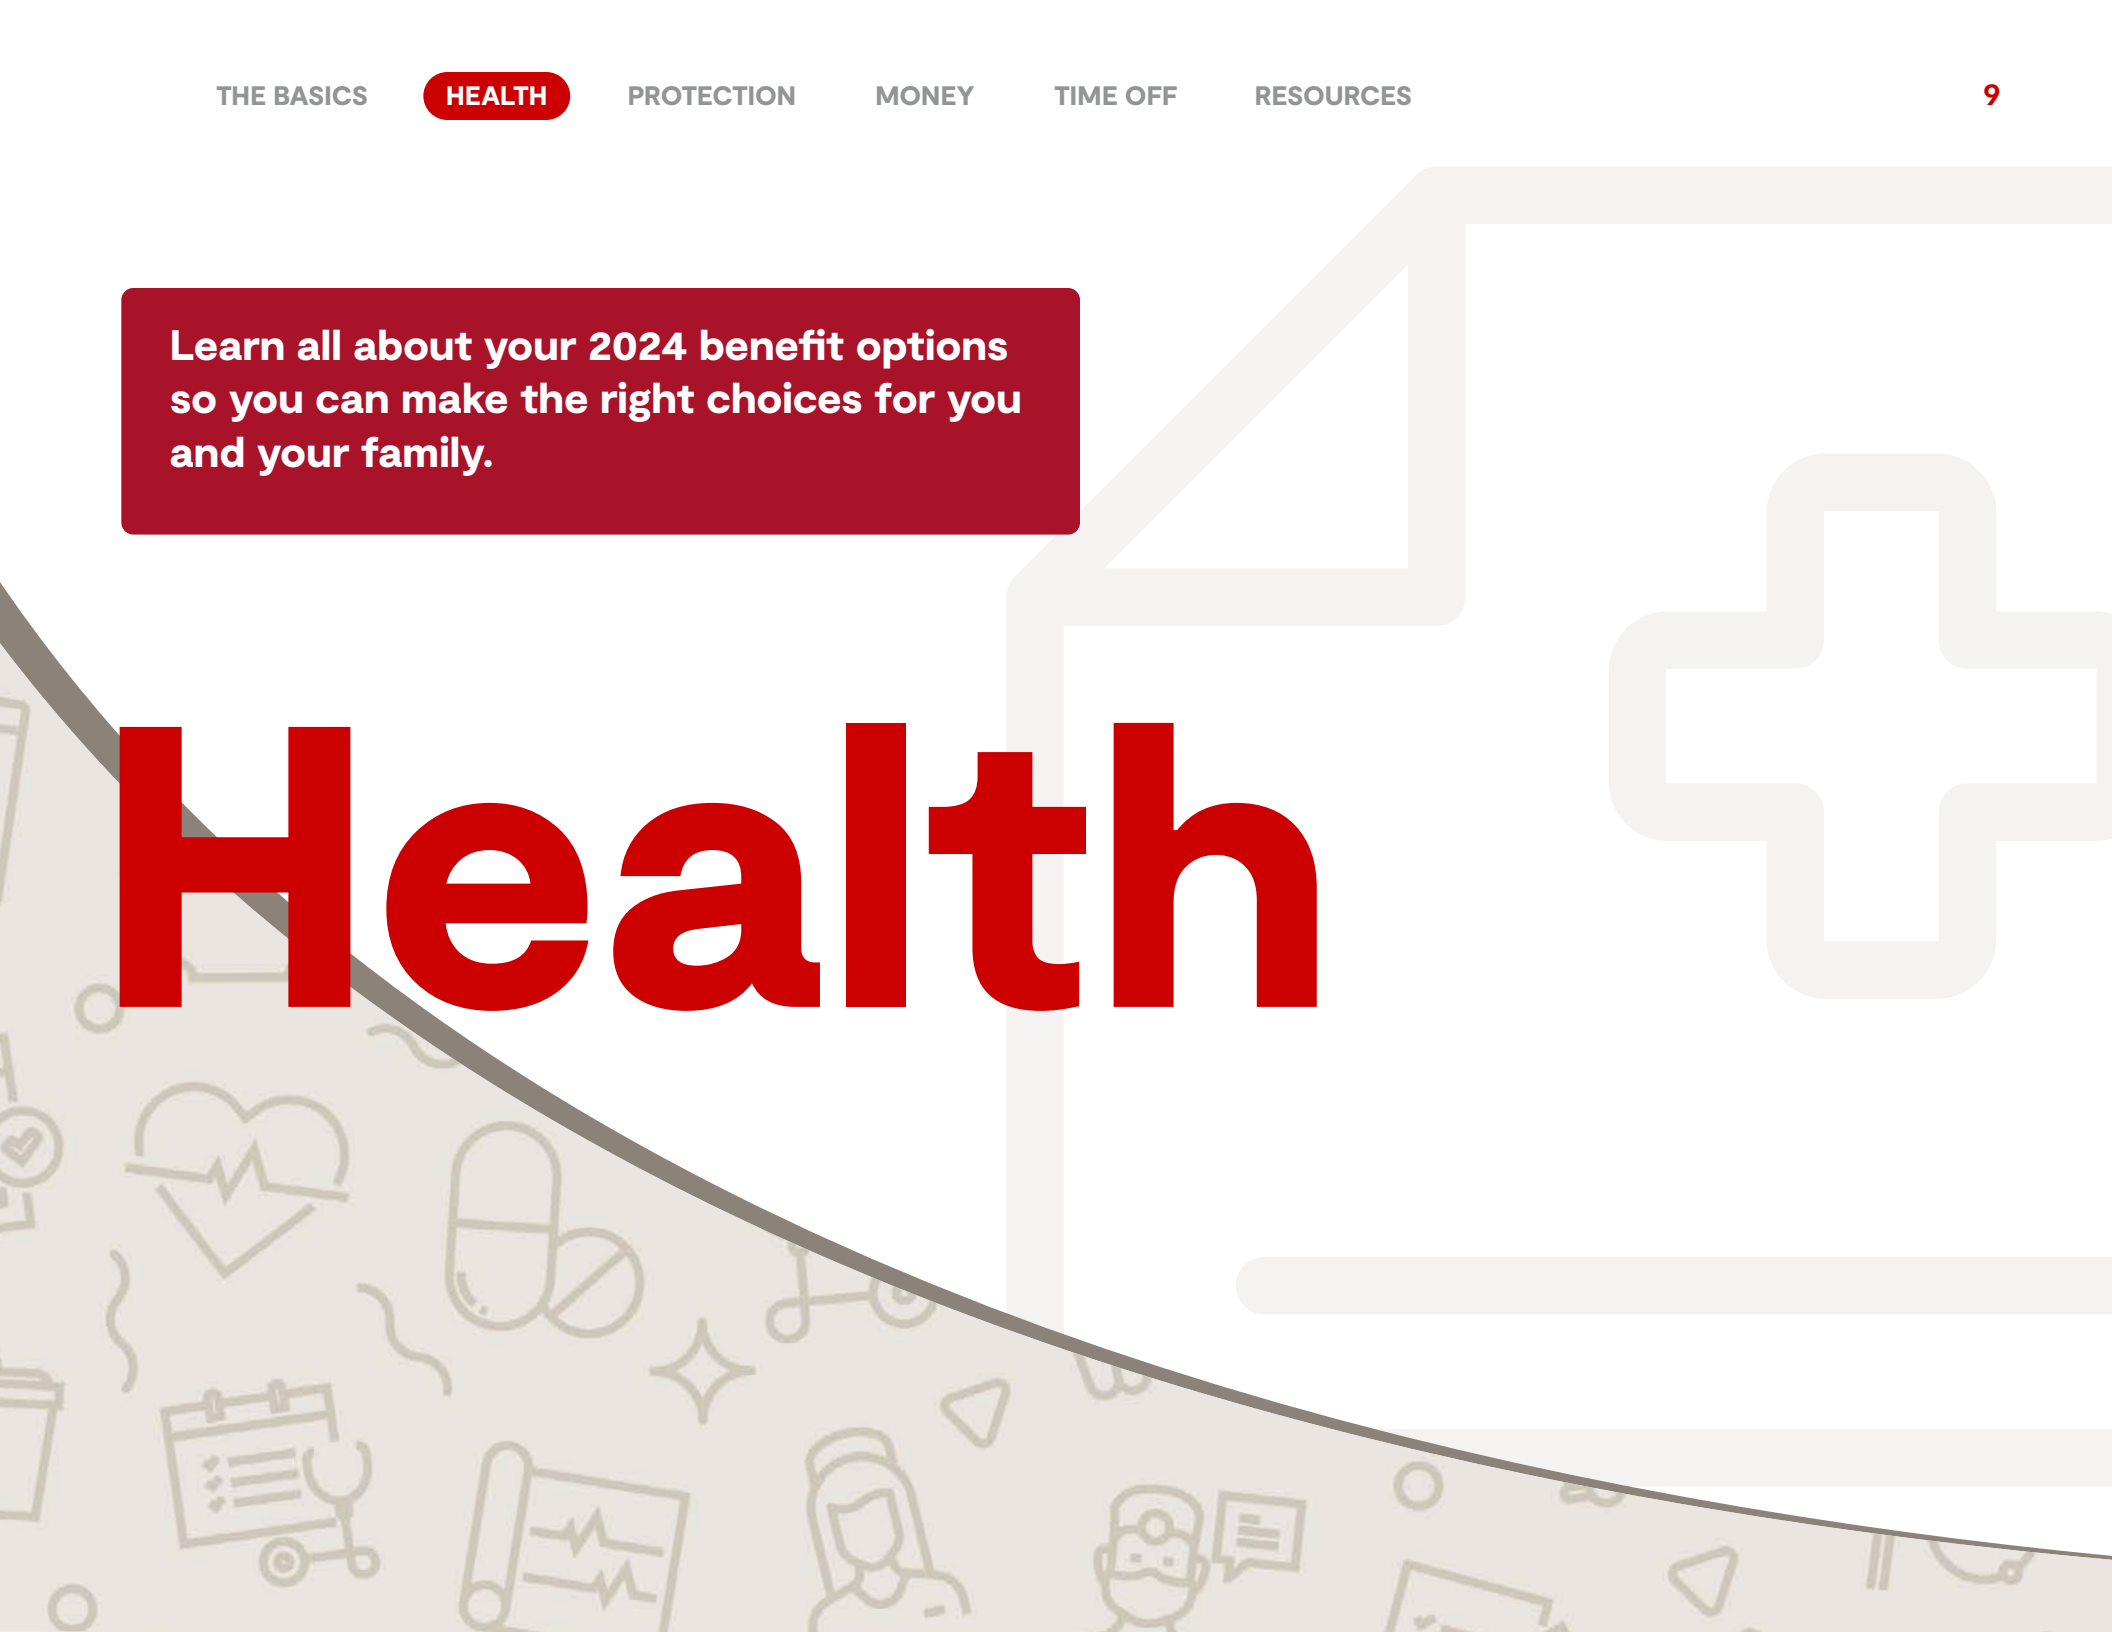 THE BASICS HEALTH PROTECTION MONEY TIME OFF RESOURCES 9
Learn all about your 2024 benefit options
so you can make the right choices for you
and your family.
Health